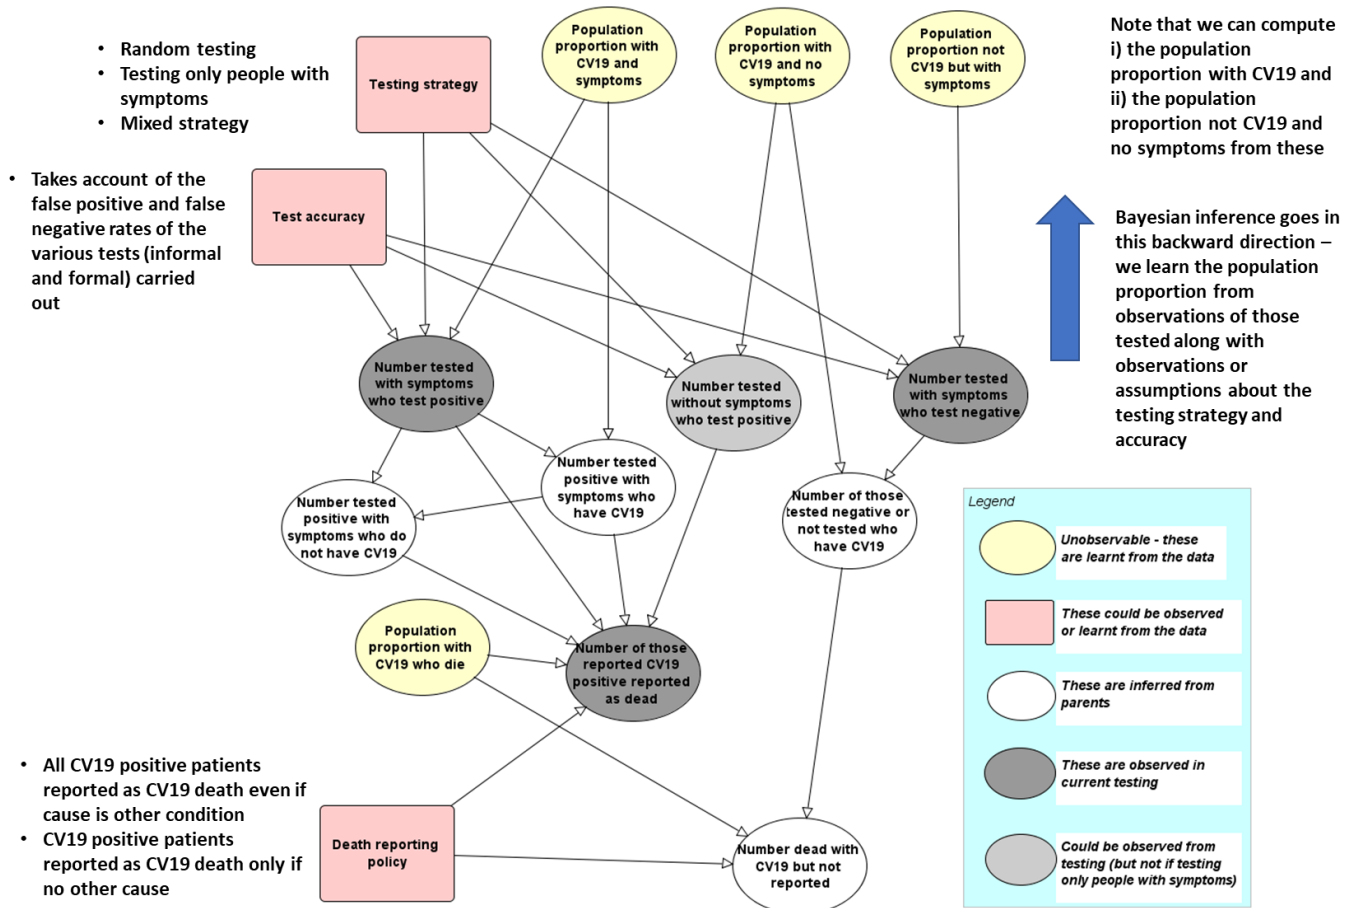 • Random testing
• Testing only people with
symptoms
• Mixed strategy
Testing strategy
Population
proportion with
CV19 and
symptoms
Population
proportion with
CV19 and no
symptoms
Population
proportion not
CV19 but with
symptoms
Note that we can compute
i) the population
proportion with CV19 and
ii) the population
proportion not CV19 and
no symptoms from these
• Takes account of the
false positive and false
negative rates of the
various tests (informal
and formal) carried
out
Test accuracy
Bayesian inference goes in
this backward direction –
we learn the population
proportion from
observations of those
tested along with
observations or
assumptions about the
testing strategy and
accuracy
Number tested
with symptoms
who test positive
Number tested
without symptoms
who test positive
Number tested
with symptoms
who test negative
Number tested
positive with
symptoms who do
not have CV19
Number tested
positive with
symptoms who
have CV19
Number of those
tested negative or
not tested who
have CV19
Population
proportion with
CV19 who die
Number of those
reported CV19
positive reported
as dead
• All CV19 positive patients
reported as CV19 death even if
cause is other condition
• CV19 positive patients
reported as CV19 death only if
no other cause
Death reporting
policy
Number dead with
CV19 but not
reported
Legend
Unobservable - these
are learnt from the data
These could be observed
or learnt from the data
These are inferred from
parents
These are observed in
current testing
Could be observed from
testing (but not if testing
only people with symptoms)